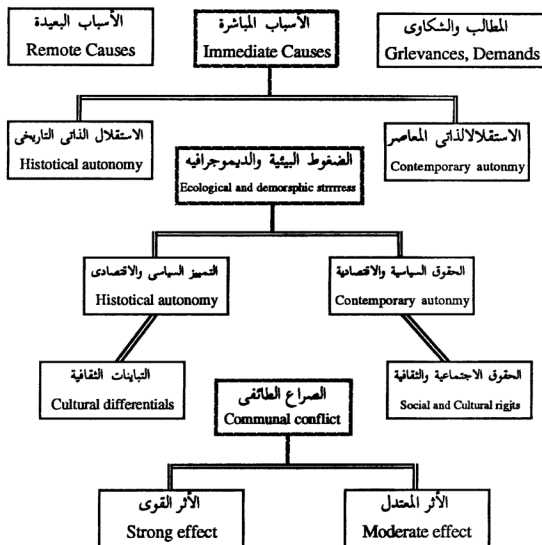 الأسباب البعيدة
Remote Causes
الأسباب المباشرة
Immediate Causes
المطالب والشكاوى
Grlevances, Demands
الاستقلال الذاتى التاريخى
Histotical autonomy
الاستقلالالذاتى المعاصر
Contemporary autonmy
الضغوط البيئية والديموجرافيه
Ecological and demorsphic strrrress
التمييز السياسى والاقتصادى
Histotical autonomy
الحقوق السياسية والاقتصادية
Contemporary autonmy
التباينات الثقافية
Cultural differentials
الحقوق الاجتماعية والثقافية
Social and Cultural rigjts
الصراع الطائفى
Communal conflict
الأثر القوى
Strong effect
الأثر المعتدل
Moderate effect